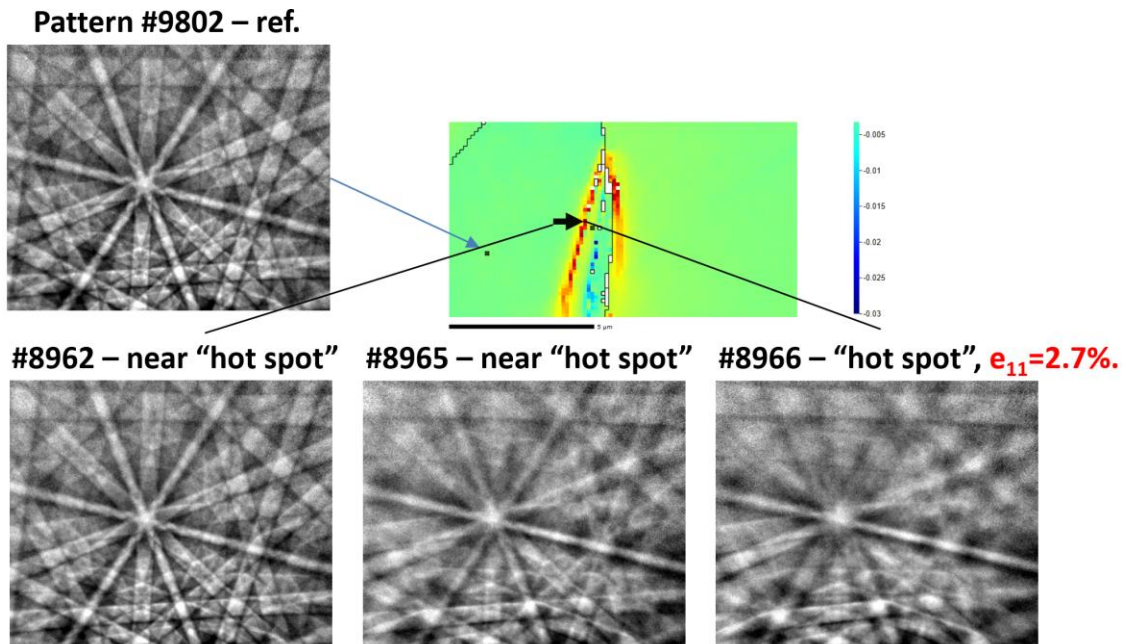 Pattern #9802 – ref.
-0.005
-0.01
-0.015
-0.02
-0.025
-0.03
5 µm
#8962 – near “hot spot”
#8965 – near “hot spot”
#8966 – “hot spot”, e₁₁=2.7%.